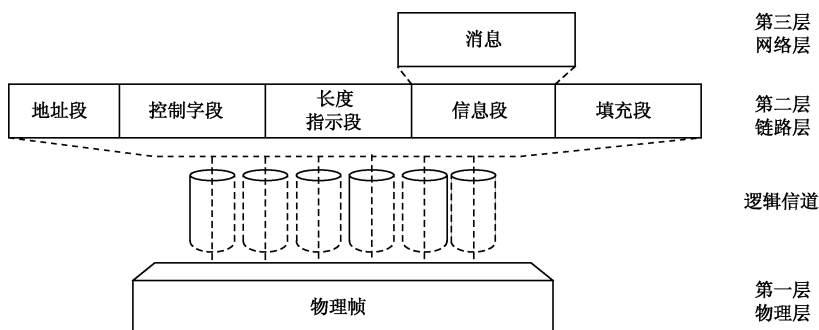 消息
第三层
网络层
地址段
控制字段
长度
指示段
信息段
填充段
第二层
链路层
逻辑信道
物理帧
第一层
物理层